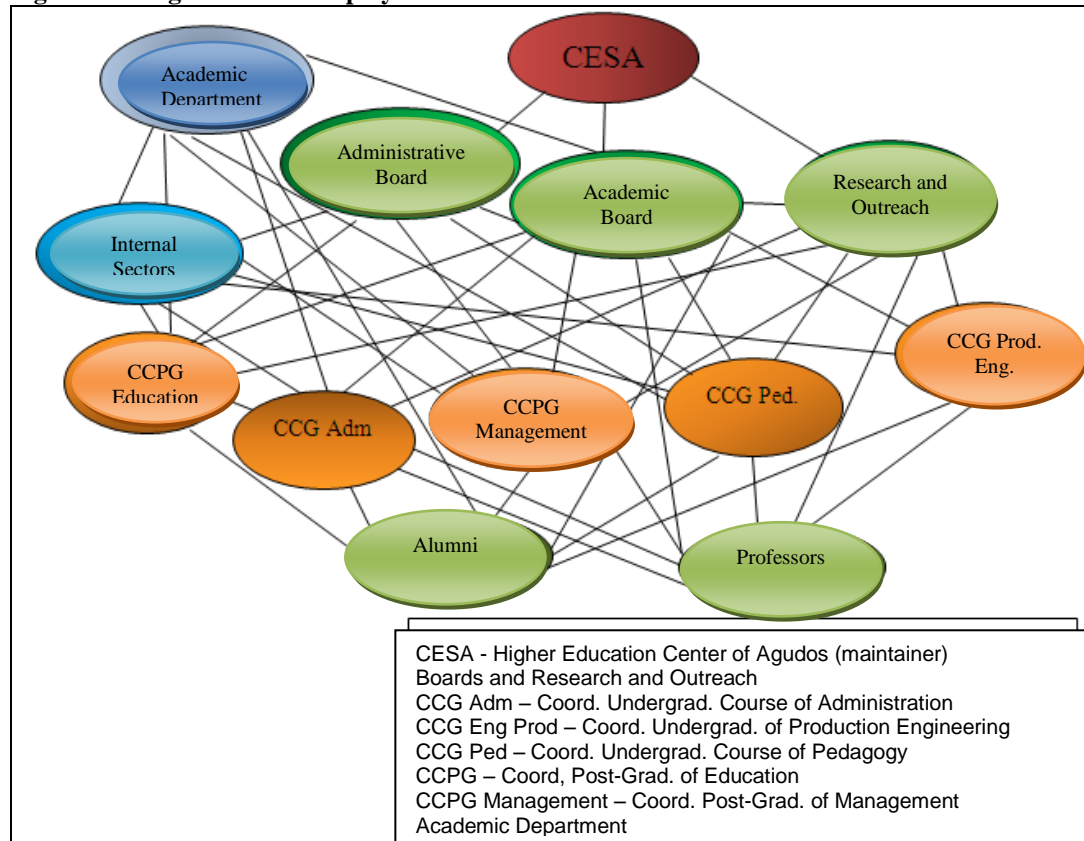 Academic
Department
CESA
Administrative
Board
Academic
Board
Research and
Outreach
Internal
Sectors
CCG Prod.
Eng.
CCPG
Education
CCG Adm
CCPG
Management
CCG Ped.
Alumni
Professors
CESA - Higher Education Center of Agudos (maintainer)
Boards and Research and Outreach
CCG Adm – Coord. Undergrad. Course of Administration
CCG Eng Prod – Coord. Undergrad. of Production Engineering
CCG Ped – Coord. Undergrad. Course of Pedagogy
CCPG – Coord, Post-Grad. of Education
CCPG Management – Coord. Post-Grad. of Management
Academic Department